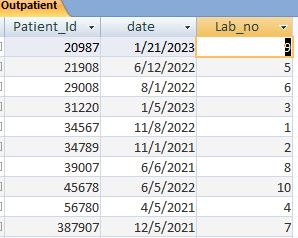 Outpatient
Patient_Id date Lab_no
20987 1/21/2023 9
21908 6/12/2022 5
29008 8/1/2022 6
31220 1/5/2023 3
34567 11/8/2022 1
34789 11/1/2021 2
39007 6/6/2021 8
45678 6/5/2022 10
56780 4/5/2021 4
387907 12/5/2021 7